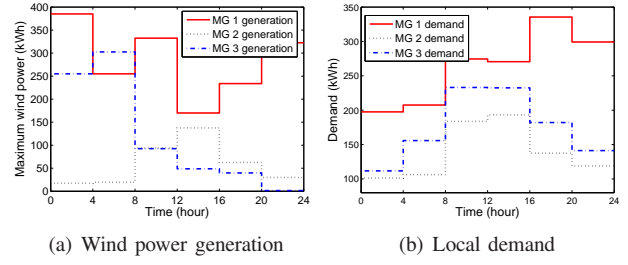 400
350
300
250
200
150
100
50
0
Maximum wind power (kWh)
MG 1 generation
MG 2 generation
MG 3 generation
0 4 8 12 16 20 24
Time (hour)
(a) Wind power generation
350
300
250
200
150
100
Demand (kWh)
MG 1 demand
MG 2 demand
MG 3 demand
0 4 8 12 16 20 24
Time (hour)
(b) Local demand